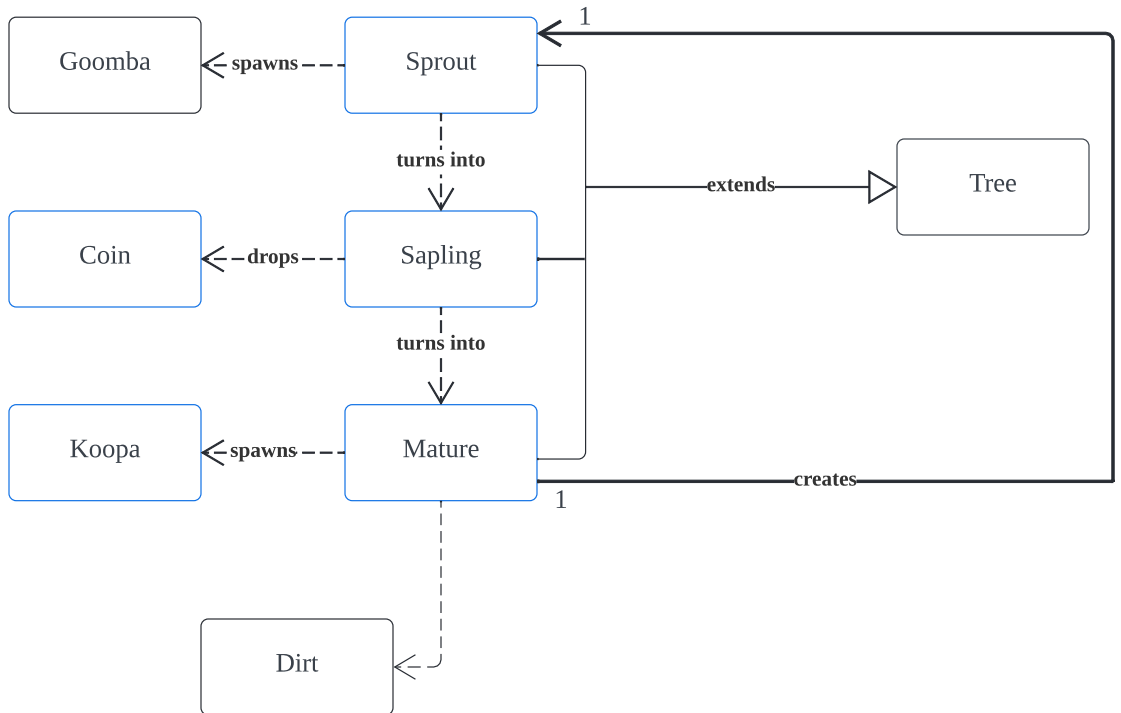 1
Goomba
spawns
Sprout
turns into
extends
Tree
Coin
drops
Sapling
turns into
Koopa
spawns
Mature
creates
1
Dirt